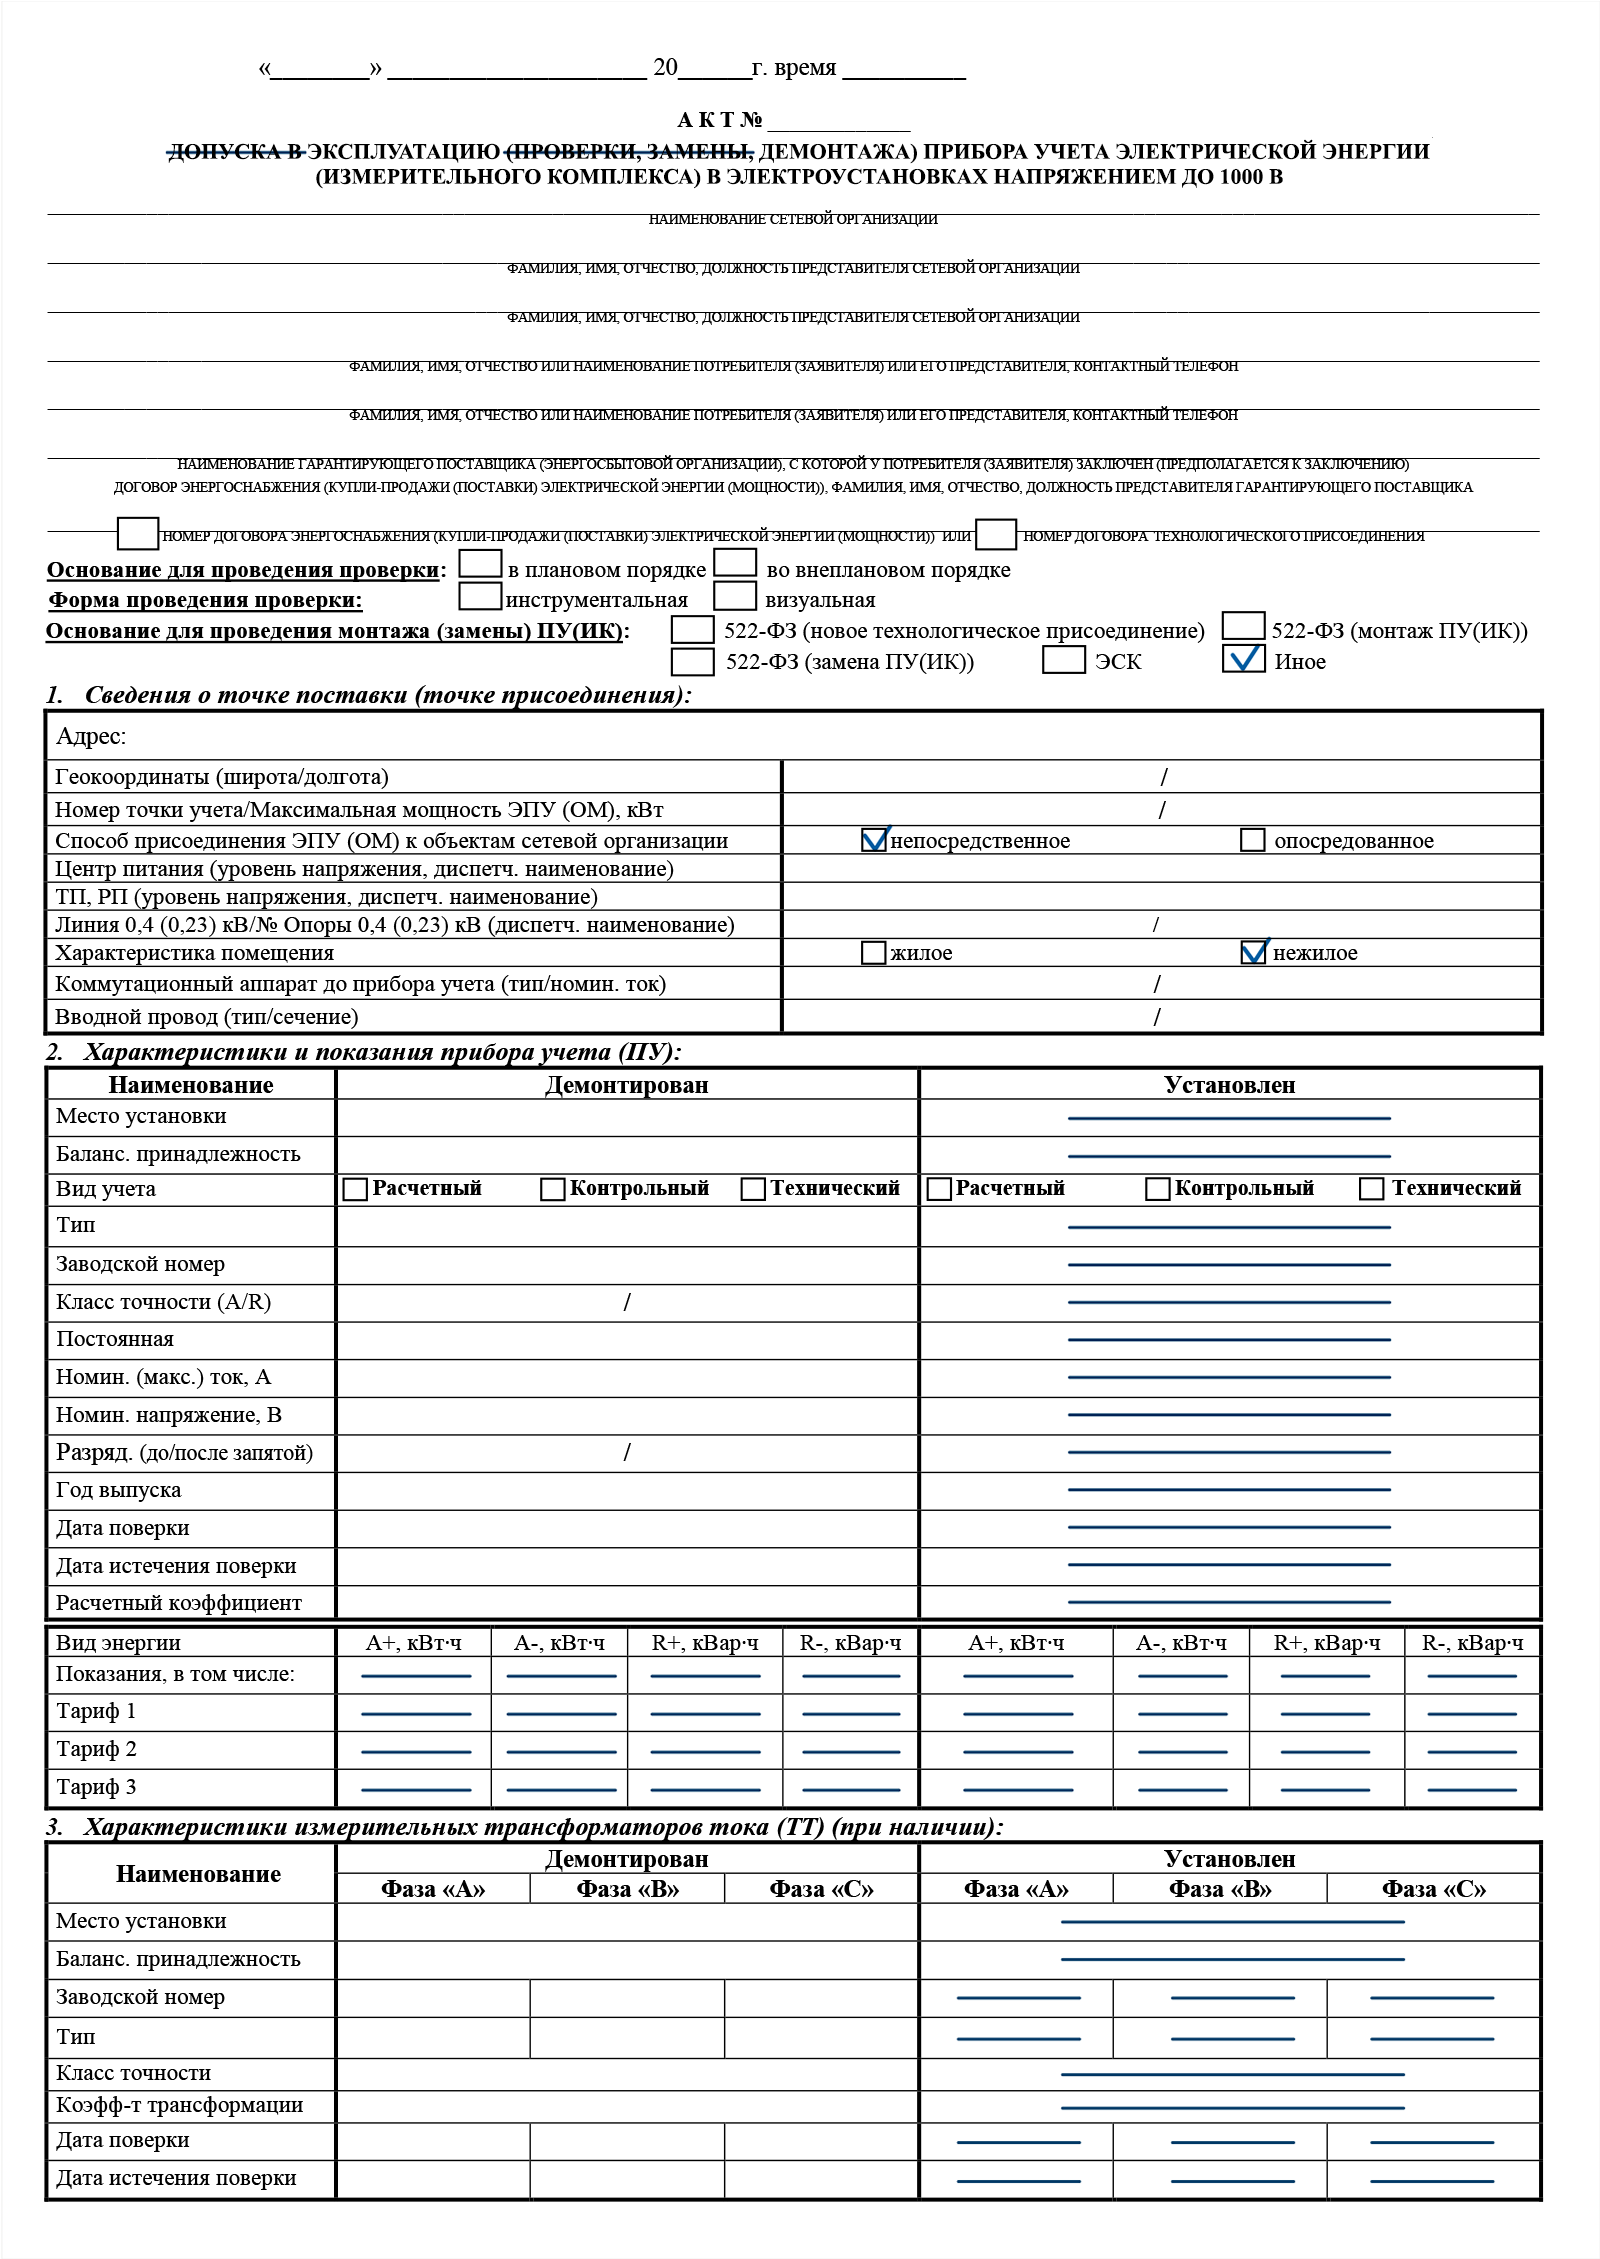 «________» _____________________ 20______г. время __________
А К Т № ____________
ДОПУСКА В ЭКСПЛУАТАЦИЮ (ПРОВЕРКИ, ЗАМЕНЫ, ДЕМОНТАЖА) ПРИБОРА УЧЕТА ЭЛЕКТРИЧЕСКОЙ ЭНЕРГИИ
(ИЗМЕРИТЕЛЬНОГО КОМПЛЕКСА) В ЭЛЕКТРОУСТАНОВКАХ НАПРЯЖЕНИЕМ ДО 1000 В
НАИМЕНОВАНИЕ СЕТЕВОЙ ОРГАНИЗАЦИИ
ФАМИЛИЯ, ИМЯ, ОТЧЕСТВО, ДОЛЖНОСТЬ ПРЕДСТАВИТЕЛЯ СЕТЕВОЙ ОРГАНИЗАЦИИ
ФАМИЛИЯ, ИМЯ, ОТЧЕСТВО, ДОЛЖНОСТЬ ПРЕДСТАВИТЕЛЯ СЕТЕВОЙ ОРГАНИЗАЦИИ
ФАМИЛИЯ, ИМЯ, ОТЧЕСТВО ИЛИ НАИМЕНОВАНИЕ ПОТРЕБИТЕЛЯ (ЗАЯВИТЕЛЯ) ИЛИ ЕГО ПРЕДСТАВИТЕЛЯ, КОНТАКТНЫЙ ТЕЛЕФОН
ФАМИЛИЯ, ИМЯ, ОТЧЕСТВО ИЛИ НАИМЕНОВАНИЕ ПОТРЕБИТЕЛЯ (ЗАЯВИТЕЛЯ) ИЛИ ЕГО ПРЕДСТАВИТЕЛЯ, КОНТАКТНЫЙ ТЕЛЕФОН
НАИМЕНОВАНИЕ ГАРАНТИРУЮЩЕГО ПОСТАВЩИКА (ЭНЕРГОСБЫТОВОЙ ОРГАНИЗАЦИИ), С КОТОРОЙ У ПОТРЕБИТЕЛЯ (ЗАЯВИТЕЛЯ) ЗАКЛЮЧЕН (ПРЕДПОЛАГАЕТСЯ К ЗАКЛЮЧЕНИЮ)
ДОГОВОР ЭНЕРГОСНАБЖЕНИЯ (КУПЛИ-ПРОДАЖИ (ПОСТАВКИ) ЭЛЕКТРИЧЕСКОЙ ЭНЕРГИИ (МОЩНОСТИ)), ФАМИЛИЯ, ИМЯ, ОТЧЕСТВО, ДОЛЖНОСТЬ ПРЕДСТАВИТЕЛЯ ГАРАНТИРУЮЩЕГО ПОСТАВЩИКА
НОМЕР ДОГОВОРА ЭНЕРГОСНАБЖЕНИЯ (КУПЛИ-ПРОДАЖИ (ПОСТАВКИ) ЭЛЕКТРИЧЕСКОЙ ЭНЕРГИИ (МОЩНОСТИ)) ИЛИ НОМЕР ДОГОВОРА ТЕХНОЛОГИЧЕСКОГО ПРИСОЕДИНЕНИЯ
Основание для проведения проверки: в плановом порядке во внеплановом порядке
Форма проведения проверки: инструментальная визуальная
Основание для проведения монтажа (замены) ПУ(ИК): 522-ФЗ (новое технологическое присоединение) 522-ФЗ (монтаж ПУ(ИК))
522-ФЗ (замена ПУ(ИК)) ЭСК Иное
1. Сведения о точке поставки (точке присоединения):
Адрес:
Геокоординаты (широта/долгота) /
Номер точки учета/Максимальная мощность ЭПУ (ОМ), кВт /
Способ присоединения ЭПУ (ОМ) к объектам сетевой организации непосредственное опосредованное
Центр питания (уровень напряжения, диспетч. наименование)
ТП, РП (уровень напряжения, диспетч. наименование)
Линия 0,4 (0,23) кВ/№ Опоры 0,4 (0,23) кВ (диспетч. наименование) /
Характеристика помещения жилое нежилое
Коммутационный аппарат до прибора учета (тип/номин. ток) /
Вводной провод (тип/сечение) /
2. Характеристики и показания прибора учета (ПУ):
Наименование Демонтирован Установлен
Место установки
Баланс. принадлежность
Вид учета Расчетный Контрольный Технический Расчетный Контрольный Технический
Тип
Заводской номер
Класс точности (A/R) /
Постоянная
Номин. (макс.) ток, А
Номин. напряжение, В
Разряд. (до/после запятой) /
Год выпуска
Дата поверки
Дата истечения поверки
Расчетный коэффициент
Вид энергии А+, кВт·ч А-, кВт·ч R+, кВар·ч R-, кВар·ч А+, кВт·ч А-, кВт·ч R+, кВар·ч R-, кВар·ч
Показания, в том числе:
Тариф 1
Тариф 2
Тариф 3
3. Характеристики измерительных трансформаторов тока (ТТ) (при наличии):
Наименование Демонтирован Установлен
Фаза «А» Фаза «В» Фаза «С» Фаза «А» Фаза «В» Фаза «С»
Место установки
Баланс. принадлежность
Заводской номер
Тип
Класс точности
Коэфф-т трансформации
Дата поверки
Дата истечения поверки